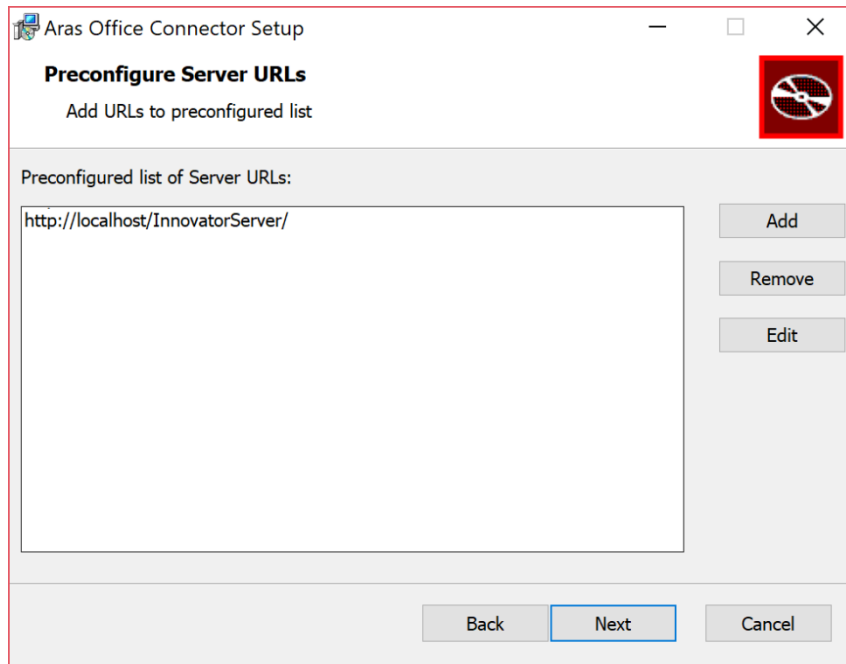 Aras Office Connector Setup
Preconfigure Server URLs
Add URLs to preconfigured list
Preconfigured list of Server URLs:
http://localhost/InnovatorServer/
Add
Remove
Edit
Back
Next
Cancel